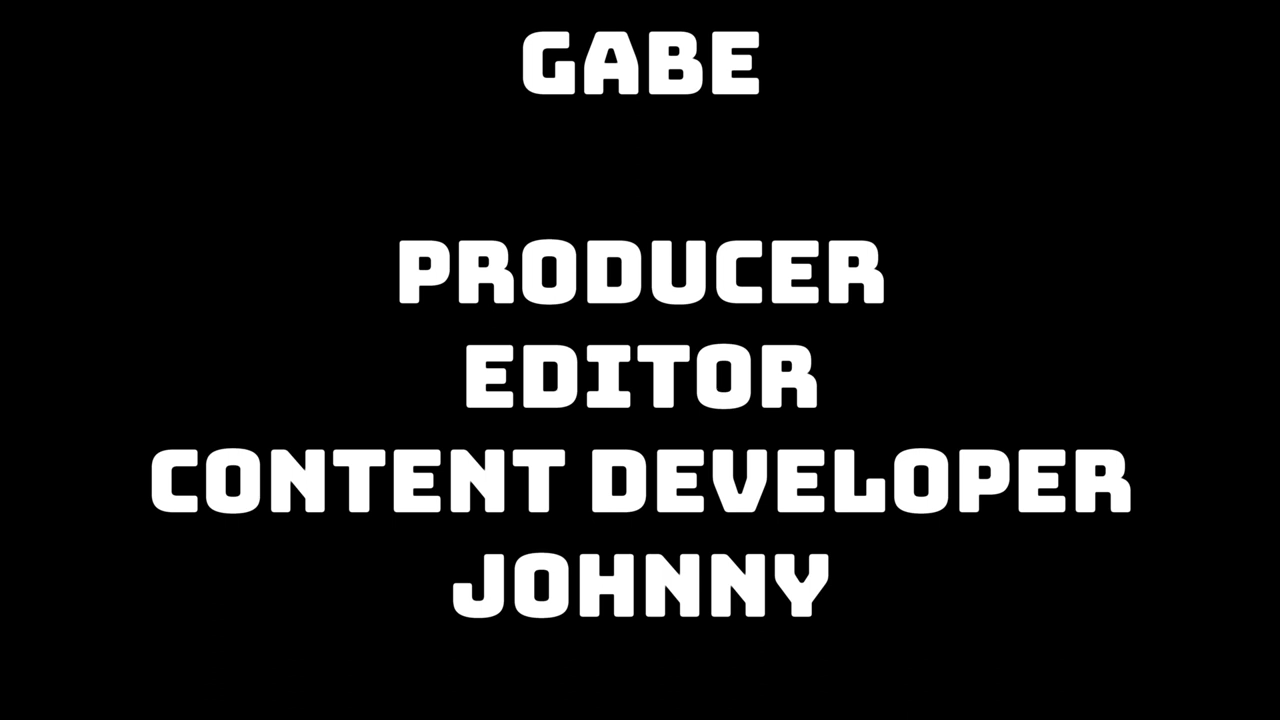 GABE
PRODUCER
EDITOR
CONTENT DEVELOPER
JOHNNY